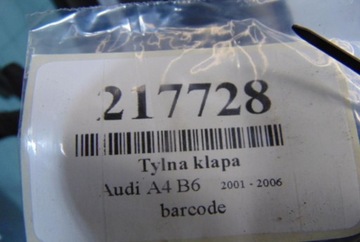 217728
Tylna klapa
Audi A4 B6 2001 - 2006
barcode